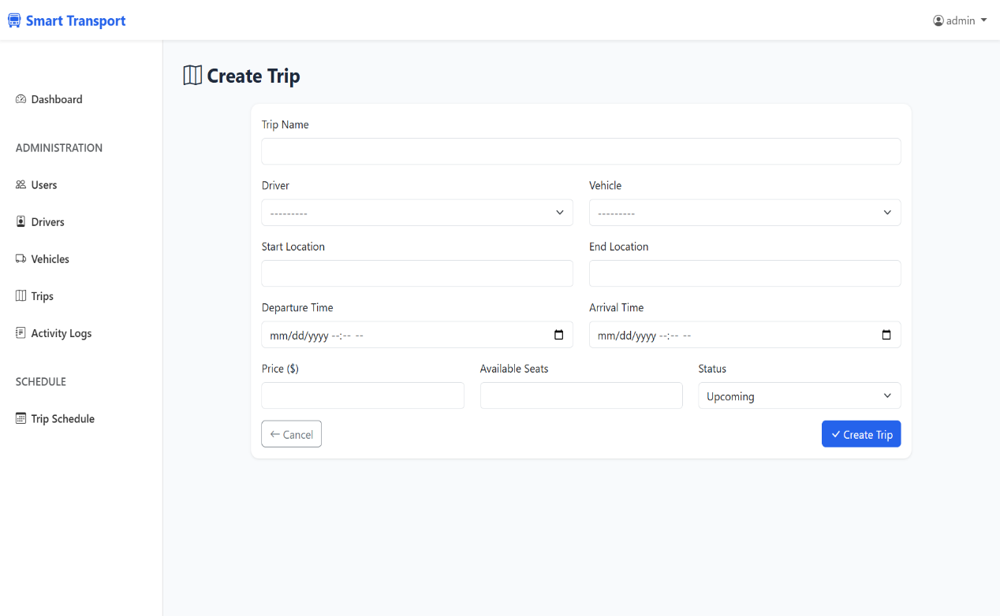 Smart Transport
admin
Dashboard
ADMINISTRATION
Users
Drivers
Vehicles
Trips
Activity Logs
SCHEDULE
Trip Schedule
Create Trip
Trip Name
Driver Vehicle
--------- ---------
Start Location End Location
Departure Time Arrival Time
mm/dd/yyyy --:-- -- mm/dd/yyyy --:-- --
Price ($) Available Seats Status
Upcoming
Cancel Create Trip